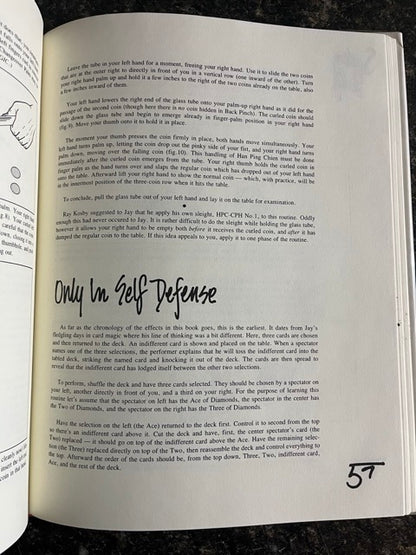 Leave the tube in your left hand for a moment, freeing your right hand. Use it to slide the two coins
that are at the outer right to directly in front of you in a vertical row (one inward of the other). Turn
your right hand palm up and hold it a few inches to the right of the two coins already on the table, also
a few inches inward of them.
Your left hand lowers the right end of the glass tube onto your palm-up right hand as it did for the
passage of the second coin (though here there is no coin hidden in Back Pinch). The curled coin will
slide down the glass tube and begin to emerge already in finger-palm position in your right hand
(fig.9). Move your thumb onto it to hold it in place.
The moment your thumb presses the coin firmly in place, both hands move simultaneously. Your
left hand turns palm up, letting the coin drop out the pinky side of your fist, and your right hand turns
palm down, moving over the falling coin (fig.10). This handling of Han Ping Chien must be done
immediately after the curled coin emerges from the tube. Your right thumb holds the curled coin in
finger palm as the hand turns over and slaps the regular coin which has dropped out of your left hand
onto the table. Afterward lift your right hand to show the normal coin — which, with practice, will be
in the innermost position of the three-coin row when it hits the table.
To conclude, pull the glass tube out of your left hand and lay it on the table for examination.
Ray Kosby suggested to Jay that he apply his own sleight, HPC-CPH No.1, to this routine. Oddly
enough this had never occurred to Jay. It is rather difficult to do the sleight while holding the glass tube,
however it allows your right hand to be empty both before it receives the curled coin, and after it has
dumped the regular coin to the table. If this idea appeals to you, apply it to one phase of the routine.
Only In Self Defense
As far as the chronology of the effects in this book goes, this is the earliest. It dates from Jay's
fledgling days in card magic where his line of thinking was a bit different. Here, three cards are chosen
and then returned to the deck. An indifferent card is shown and placed on the table. When a spectator
names one of the three selections, the performer explains that he will toss the indifferent card into the
tabled deck, striking the named card and knocking it out of the deck. The cards are then spread to
reveal that the indifferent card has lodged itself between the other two selections.
To perform, shuffle the deck and have three cards selected. They should be chosen by a spectator on
your left, another directly in front of you, and a third on your right. For the purpose of learning this
routine let's assume that the spectator on left has the Ace of Diamonds, the spectator in the center has
the Two of Diamonds, and the spectator on the right has the Three of Diamonds.
Have the selection on the left (the Ace) returned to the deck first. Control it to second from the top
so there's an indifferent card above it. Cut the deck and have, first, the center spectator's card (the
Two) replaced — it should go on top of the indifferent card above the Ace. Have the remaining selec-
tion (the Three) replaced directly on top of the Two, then reassemble the deck and control everything to
the top. Afterward the order of the cards should be, from the top down, Three, Two, indifferent card,
Ace, and the rest of the deck.
57